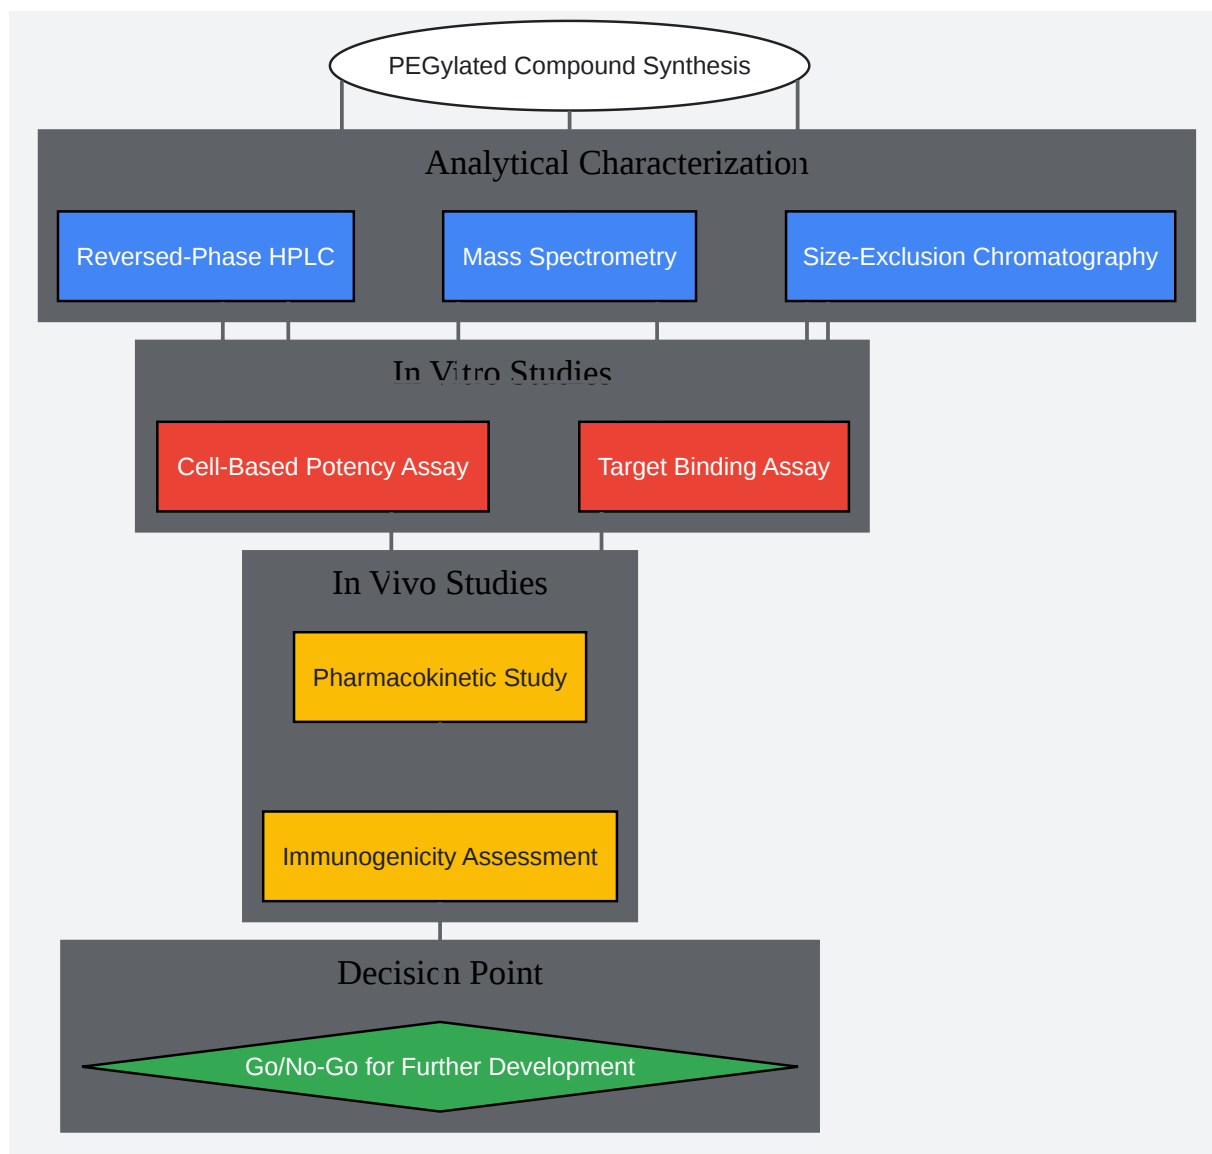 PEGylated Compound Synthesis
Analytical Characterization
Reversed-Phase HPLC
Mass Spectrometry
Size-Exclusion Chromatography
In Vitro Studies
Cell-Based Potency Assay
Target Binding Assay
In Vivo Studies
Pharmacokinetic Study
Immunogenicity Assessment
Decision Point
Go/No-Go for Further Development